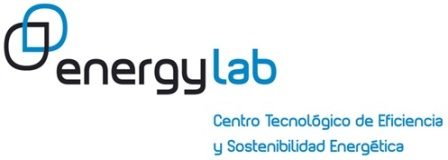 energylab
Centro Tecnológico de Eficiencia
y Sostenibilidad Energética